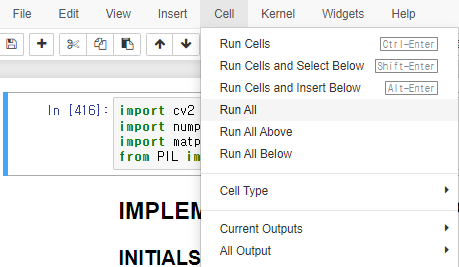 File Edit View Insert Cell Kernel Widgets Help
Run Cells Ctrl-Enter
Run Cells and Select Below Shift-Enter
Run Cells and Insert Below Alt-Enter
Run All
Run All Above
Run All Below
Cell Type
Current Outputs
All Output
In [416]: import cv2
import nump
import matp
from PIL im
IMPLEM
INITIALS